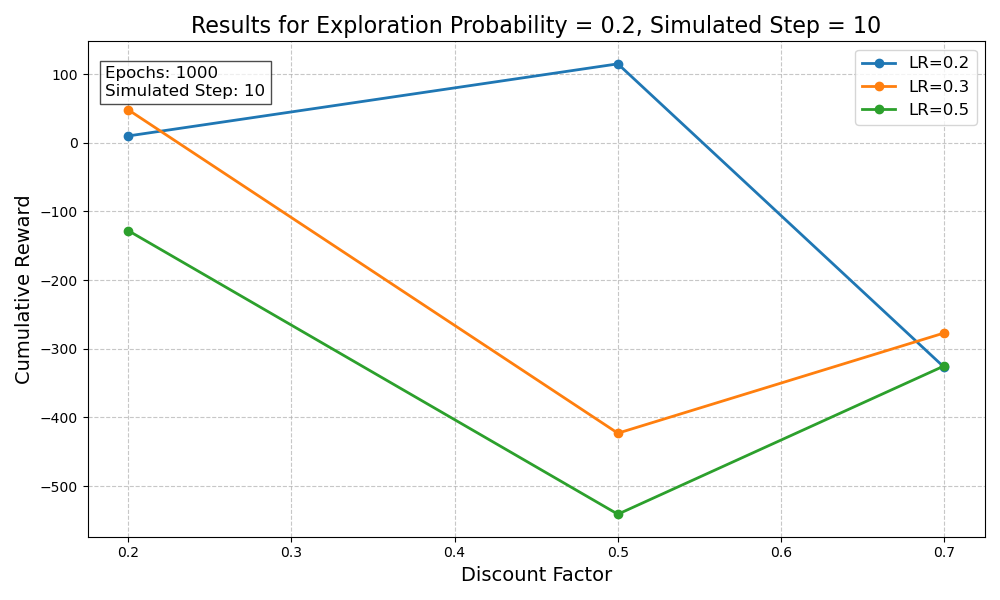 Results for Exploration Probability = 0.2, Simulated Step = 10
Epochs: 1000
Simulated Step: 10
LR=0.2
LR=0.3
LR=0.5
Cumulative Reward
100
0
−100
−200
−300
−400
−500
0.2 0.3 0.4 0.5 0.6 0.7
Discount Factor